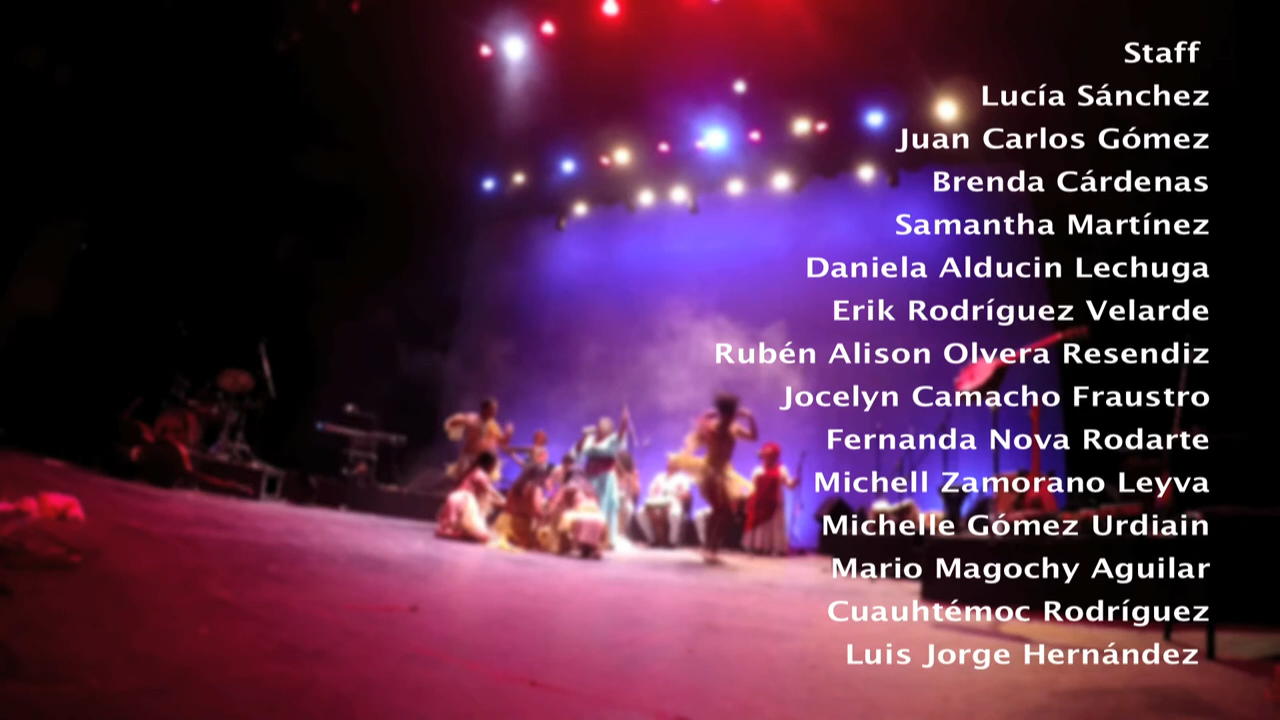 Staff
Lucía Sánchez
Juan Carlos Gómez
Brenda Cárdenas
Samantha Martínez
Daniela Alducin Lechuga
Erik Rodríguez Velarde
Rubén Alison Olvera Resendiz
Jocelyn Camacho Fraustro
Fernanda Nova Rodarte
Michell Zamorano Leyva
Michelle Gómez Urdiain
Mario Magochy Aguilar
Cuauhtémoc Rodríguez
Luis Jorge Hernández